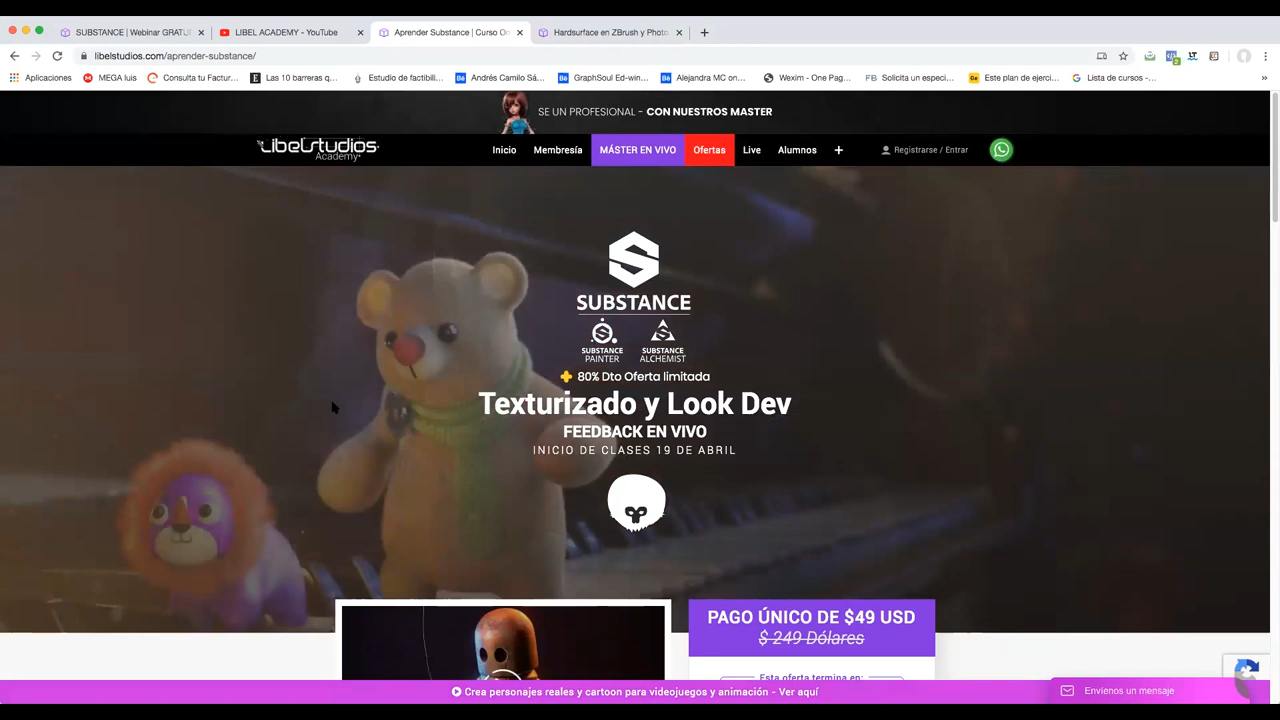 SUBSTANCE | Webinar GRATU
LIBEL ACADEMY - YouTube
Aprender Substance | Curso On
Hardsurface en ZBrush y Photo
libelstudios.com/aprender-substance/
Aplicaciones
MEGA luis
Consulta tu Factur...
Las 10 barreras q...
Estudio de factibili...
Andrés Camilo Sá...
GraphSoul Ed-win...
Alejandra MC on...
Wexim - One Pag...
FB Solicita un especi...
Este plan de ejerci...
Lista de cursos -...
SE UN PROFESIONAL - CON NUESTROS MASTER
Libelstudios
Academy
Inicio
Membresía
MÁSTER EN VIVO
Ofertas
Live
Alumnos
Registrarse / Entrar
SUBSTANCE
SUBSTANCE
PAINTER
SUBSTANCE
ALCHEMIST
80% Dto Oferta limitada
Texturizado y Look Dev
FEEDBACK EN VIVO
INICIO DE CLASES 19 DE ABRIL
PAGO ÚNICO DE $49 USD
$ 249 Dólares
Esta oferta termina en:
Crea personajes reales y cartoon para videojuegos y animación - Ver aquí
Envíenos un mensaje